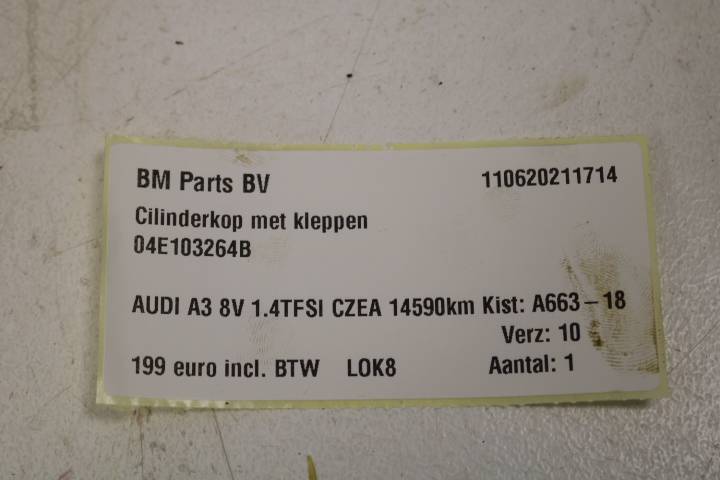 BM Parts BV 110620211714
Cilinderkop met kleppen
04E103264B
AUDI A3 8V 1.4TFSI CZEA 14590km Kist: A663-18
Verz: 10
199 euro incl. BTW LOK8 Aantal: 1